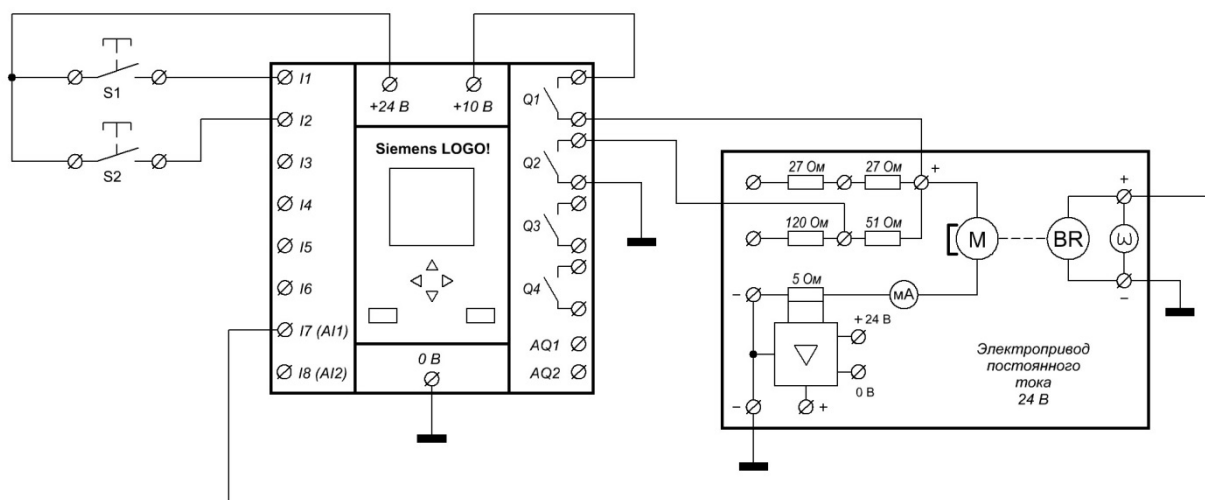 S1
S2
I1
I2
I3
I4
I5
I6
I7 (AI1)
I8 (AI2)
+24 В
+10 В
Siemens LOGO!
0 В
Q1
Q2
Q3
Q4
AQ1
AQ2
27 Ом
27 Ом
+
120 Ом
51 Ом
5 Ом
мА
M
BR
ω
+
−
−
+ 24 В
0 В
−
+
Электропривод
постоянного
тока
24 В